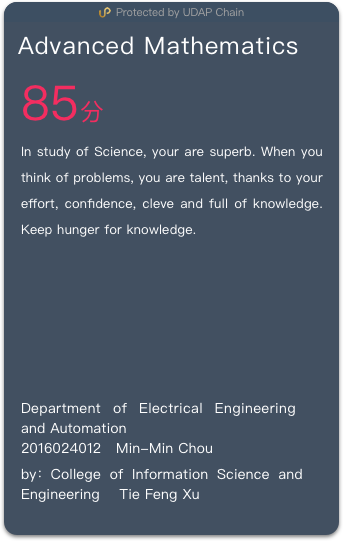 Protected by UDAP Chain
Advanced Mathematics
85分
In study of Science, your are superb. When you
think of problems, you are talent, thanks to your
effort, confidence, cleve and full of knowledge.
Keep hunger for knowledge.
Department of Electrical Engineering
and Automation
2016024012 Min-Min Chou
by: College of Information Science and
Engineering Tie Feng Xu